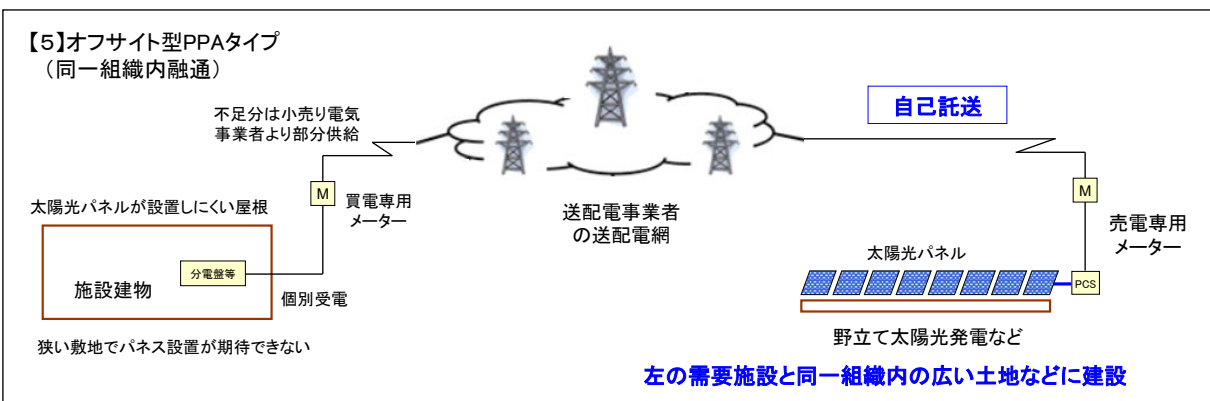 【5】オフサイト型PPAタイプ
（同一組織内融通）
不足分は小売り電気
事業者より部分供給
自己託送
M
買電専用
メーター
太陽光パネルが設置しにくい屋根
分電盤等
施設建物
個別受電
狭い敷地でパネス設置が期待できない
送配電事業者
の送配電網
M
売電専用
メーター
太陽光パネル
PCS
野立て太陽光発電など
左の需要施設と同一組織内の広い土地などに建設